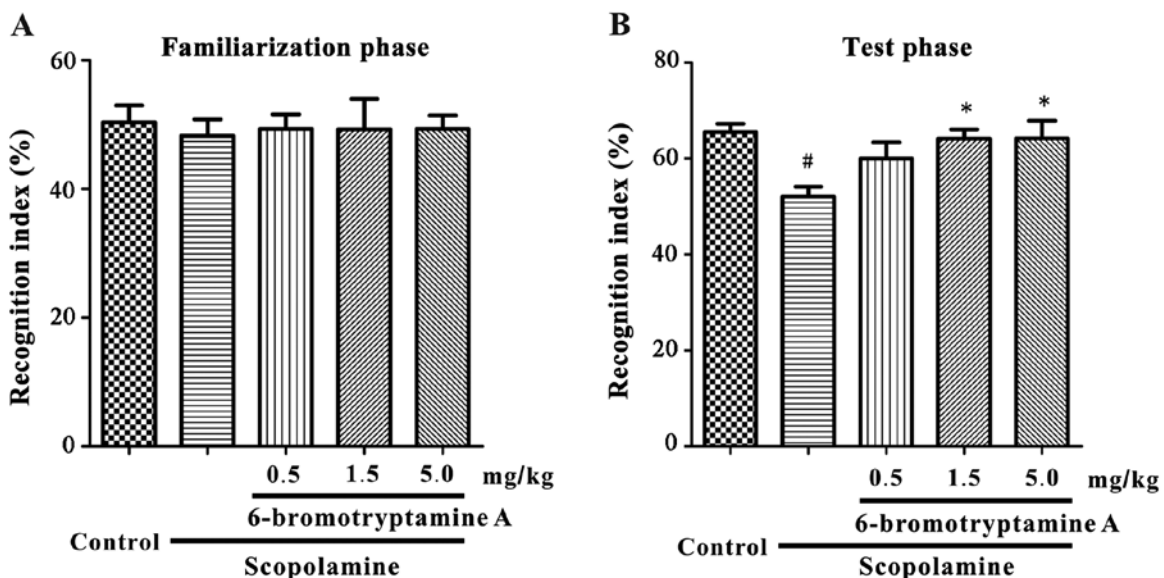 A
Familiarization phase
Recognition index (%)
60
40
20
0
0.5 1.5 5.0 mg/kg
6-bromotryptamine A
Control
Scopolamine
B
Test phase
Recognition index (%)
80
60
40
20
0
#
*
*
0.5 1.5 5.0 mg/kg
6-bromotryptamine A
Control
Scopolamine